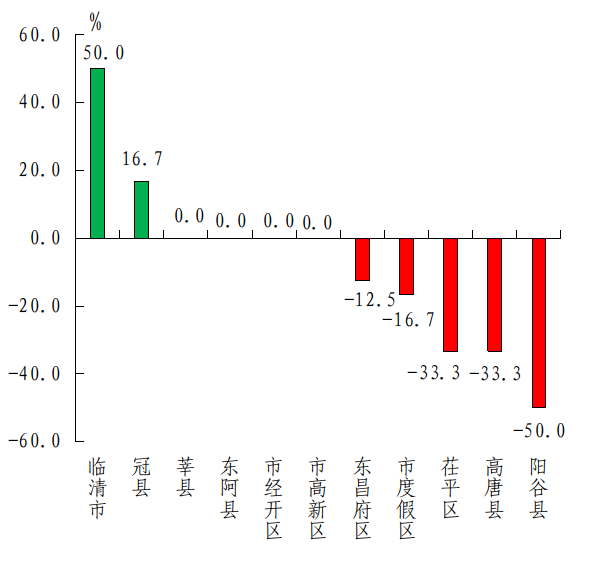 %
60.0
50.0
40.0
20.0
16.7
0.0
0.0
0.0
0.0
0.0
-12.5
-16.7
-20.0
-33.3
-33.3
-40.0
-50.0
-60.0
临清市
冠县
莘县
东阿县
市经开区
市高新区
东昌府区
市度假区
茌平区
高唐县
阳谷县